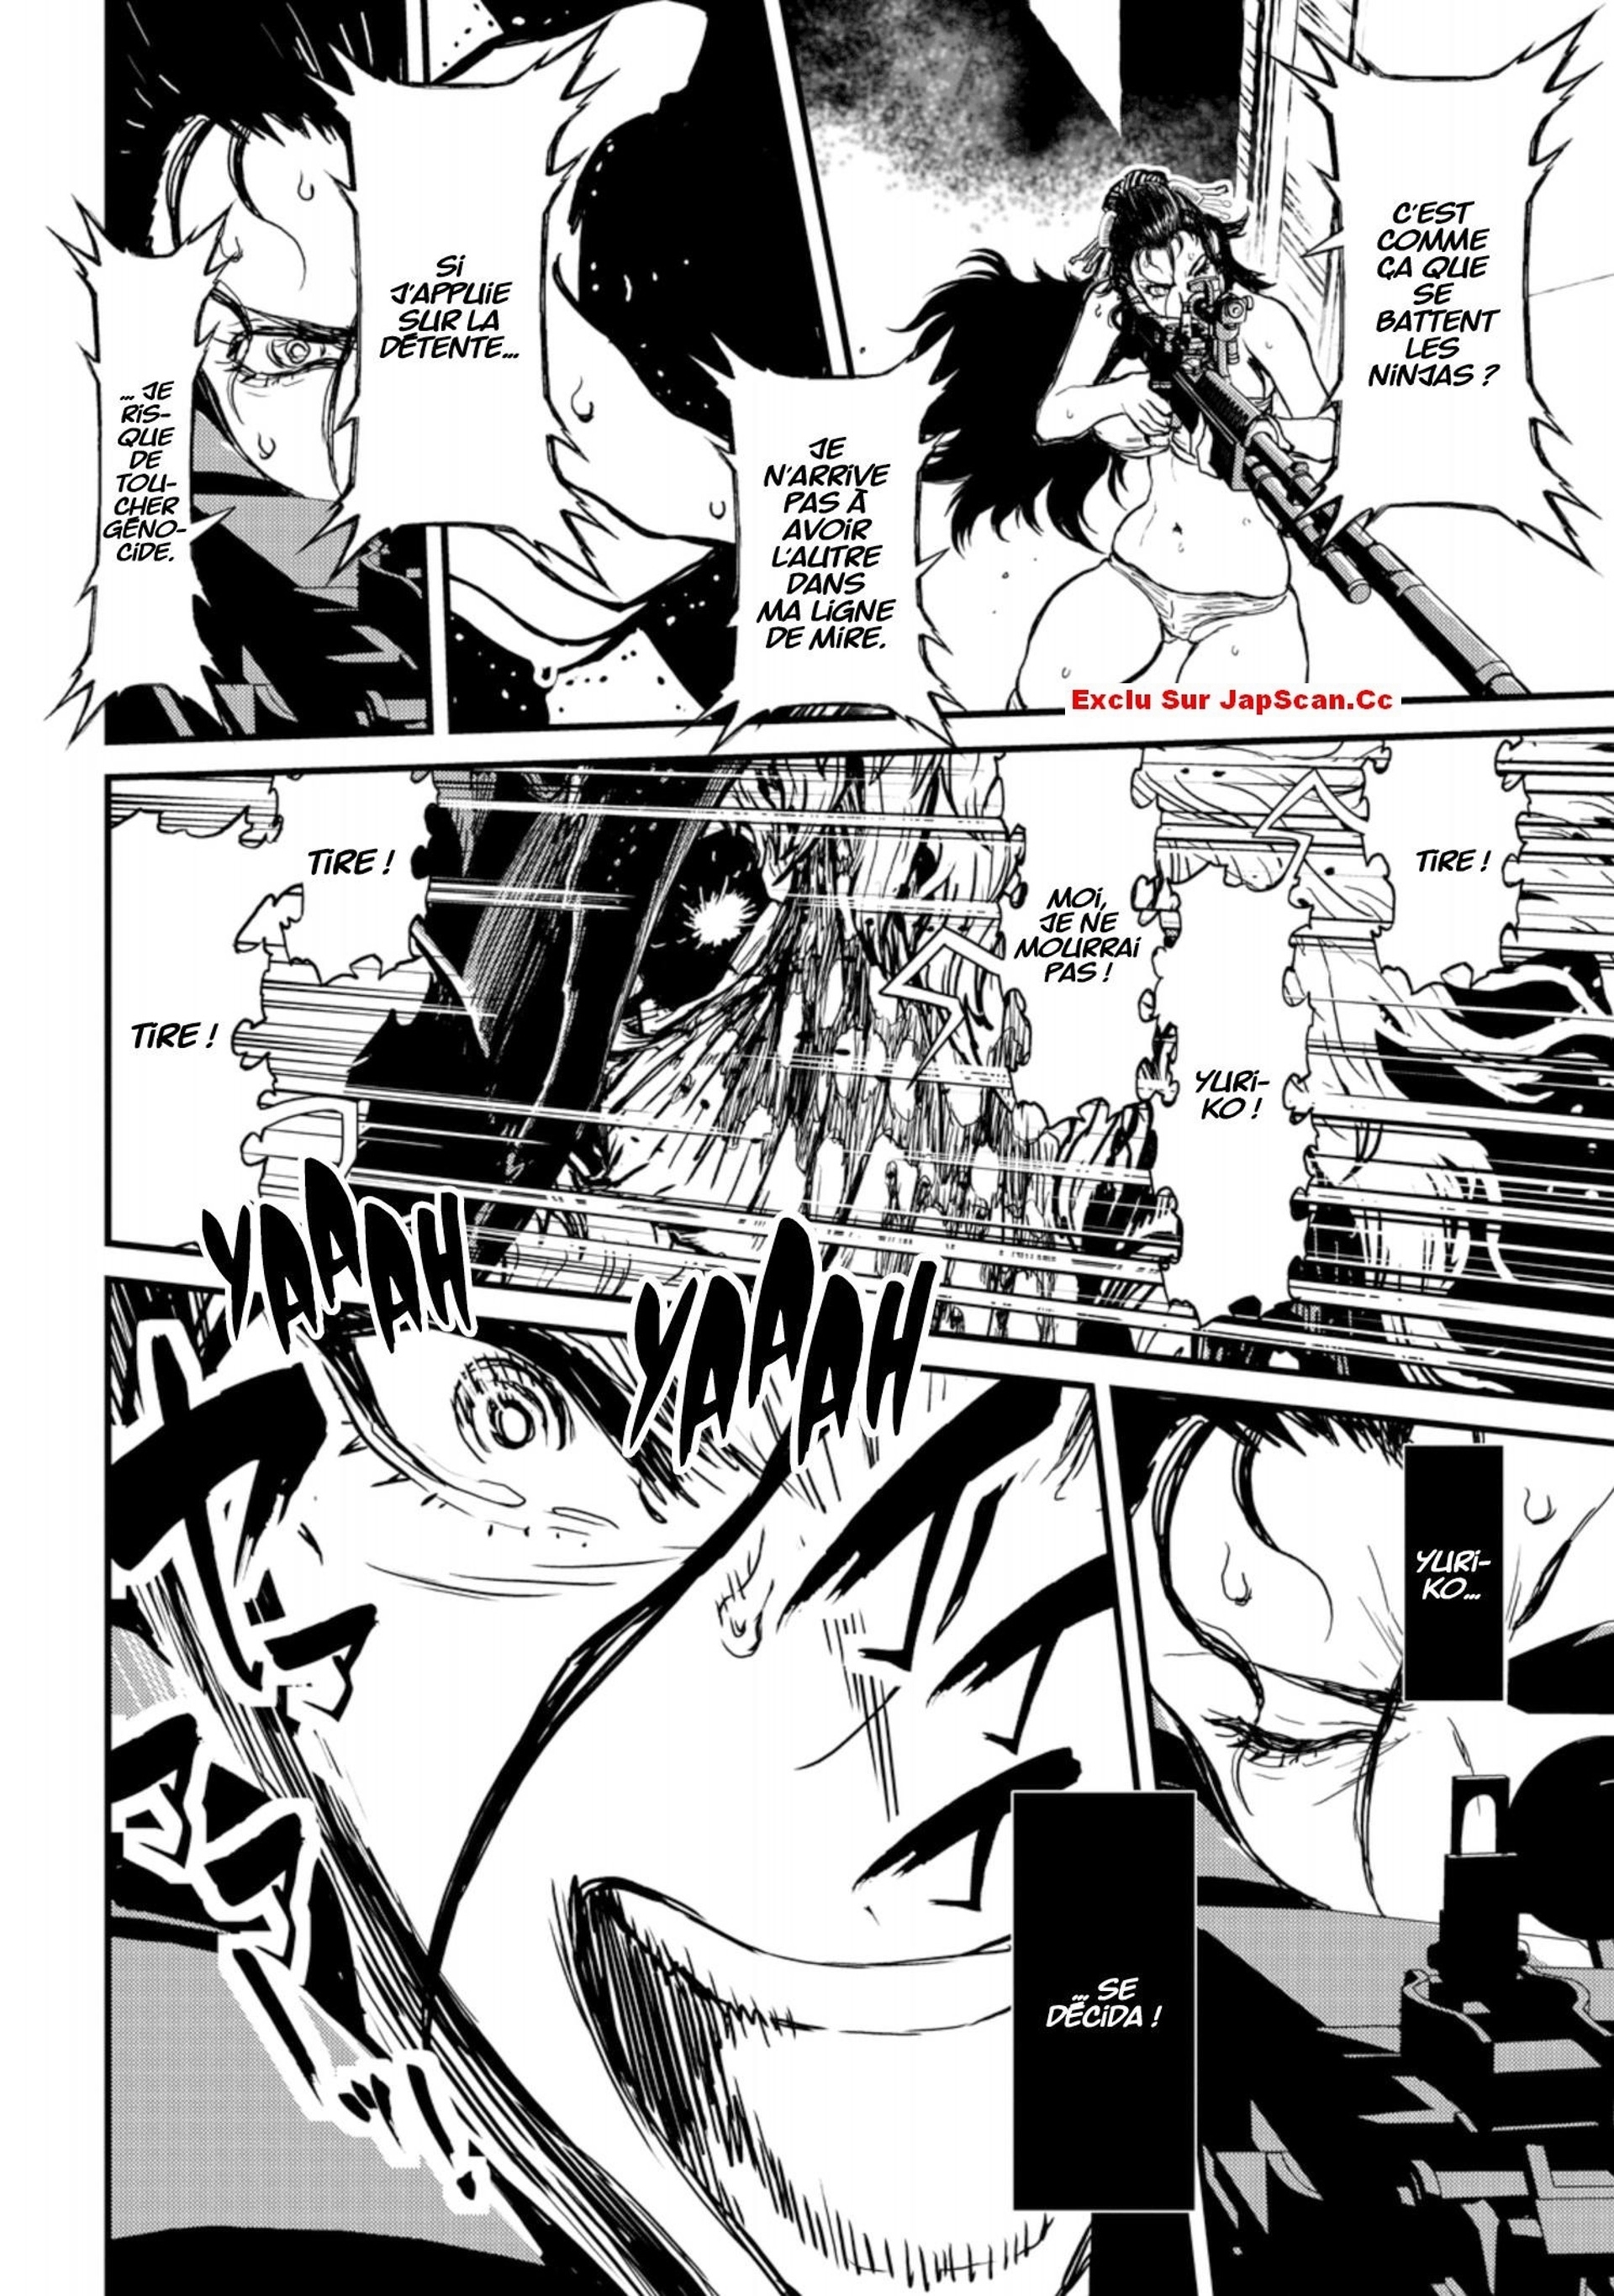 C'EST
COMME
ÇA QUE
SE
BATTENT
LES
NINJAS ?
JE
N'ARRIVE
PAS À
AVOIR
L'AUTRE
DANS
MA LIGNE
DE MIRE.
SI
J'APPUIE
SUR LA
DÉTENTE...
... JE
RIS-
QUE
DE
TOU-
CHER
GÉNO-
CIDE.
Exclu Sur JapScan.Cc
TIRE !
YURI-
KO !
MOI,
JE NE
MOURRAI
PAS !
TIRE !
TIRE !
YURI-
KO...
... SE
DÉCIDA !
YAAAAH
YAAAAH